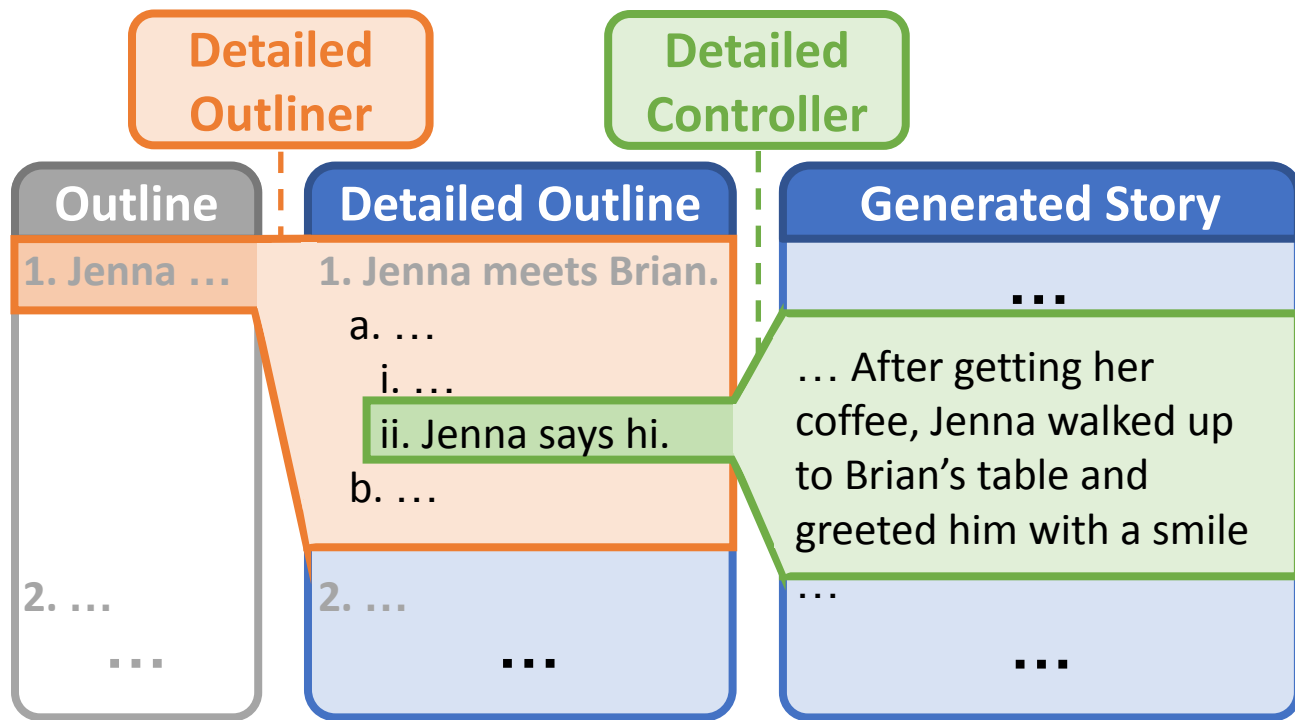 Detailed
Outliner
Detailed
Controller
Outline
1. Jenna …
2. …
…
Detailed Outline
1. Jenna meets Brian.
a. …
i. …
ii. Jenna says hi.
b. …
2. …
…
Generated Story
…
… After getting her
coffee, Jenna walked up
to Brian’s table and
greeted him with a smile
…
…